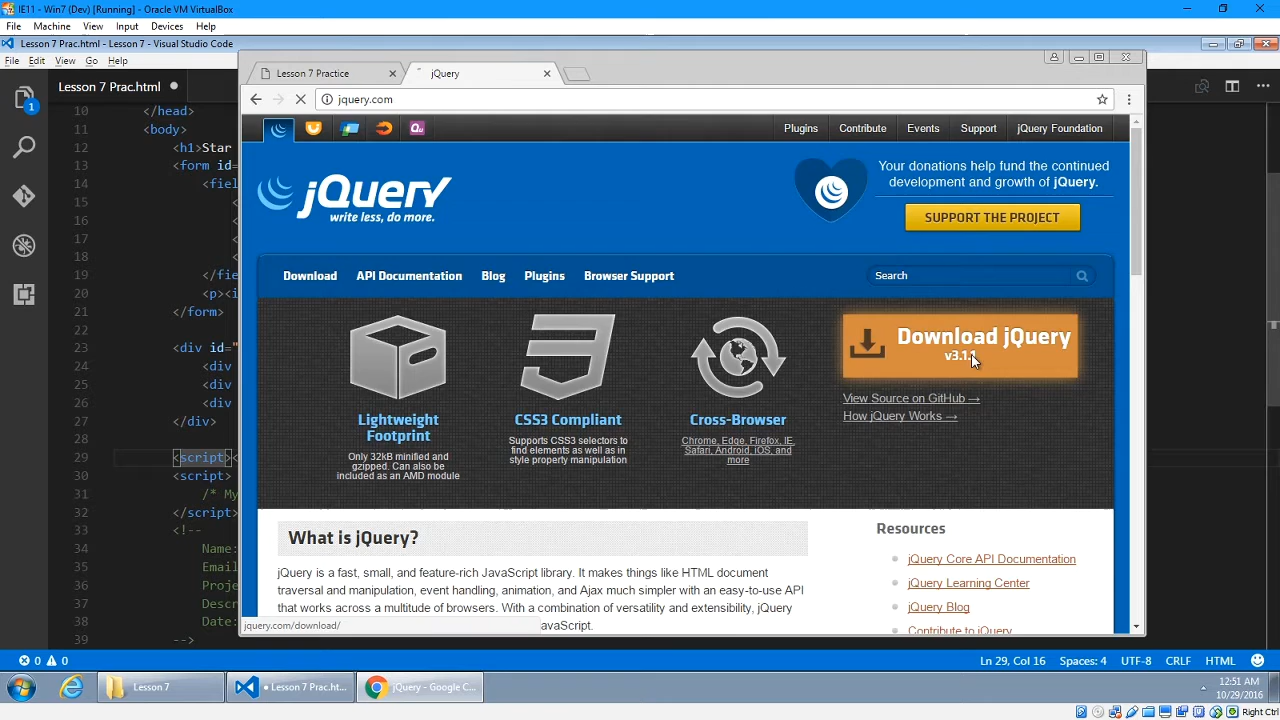 IE11 - Win7 (Dev) [Running] - Oracle VM VirtualBox
File Machine View Input Devices Help
Lesson 7 Prac.html - Lesson 7 - Visual Studio Code
File Edit View Go Help
Lesson 7 Prac.html
1
10 </head>
11 <body>
12 <h1>Star
13 <form id=
14 <fiel
15 <
16 <
17 <
18 <
19 </fie
20 <p><i
21 </form>
22
23 <div id="
24 <div
25 <div
26 <div
27 </div>
28
29 <script><
30 <script>
31 /* My
32 </script>
33 <!--
34 Name:
35 Email
36 Proje
37 Descr
38 Date:
39 -->
Lesson 7 Practice
jQuery
jquery.com
Plugins Contribute Events Support jQuery Foundation
jQuery
write less, do more.
Your donations help fund the continued
development and growth of jQuery.
SUPPORT THE PROJECT
Download API Documentation Blog Plugins Browser Support
Search
Lightweight
Footprint
Only 32kB minified and
gzipped. Can also be
included as an AMD module
CSS3 Compliant
Supports CSS3 selectors to
find elements as well as in
style property manipulation
Cross-Browser
Chrome, Edge, Firefox, IE,
Safari, Android, iOS, and
more
Download jQuery
v3.1.1
View Source on GitHub →
How jQuery Works →
What is jQuery?
jQuery is a fast, small, and feature-rich JavaScript library. It makes things like HTML document
traversal and manipulation, event handling, animation, and Ajax much simpler with an easy-to-use API
that works across a multitude of browsers. With a combination of versatility and extensibility, jQuery
avaScript.
Resources
jQuery Core API Documentation
jQuery Learning Center
jQuery Blog
Contribute to jQuery
jquery.com/download/
0 0
Ln 29, Col 16 Spaces: 4 UTF-8 CRLF HTML
Lesson 7
Lesson 7 Prac.ht...
jQuery - Google C...
12:51 AM
10/29/2016
Right Ctrl